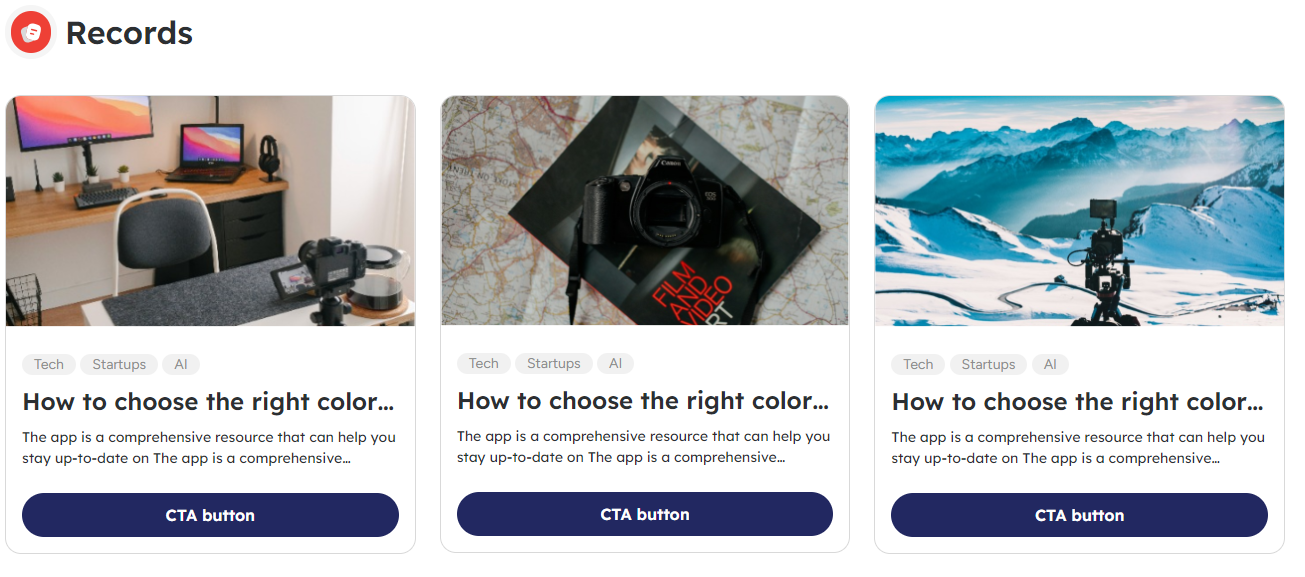 Records
Canon
EOS
FILM
AND
VIDEO
ART
Tech Startups AI
Tech Startups AI
Tech Startups AI
How to choose the right color...
How to choose the right color...
How to choose the right color...
The app is a comprehensive resource that can help you
stay up-to-date on The app is a comprehensive...
The app is a comprehensive resource that can help you
stay up-to-date on The app is a comprehensive...
The app is a comprehensive resource that can help you
stay up-to-date on The app is a comprehensive...
CTA button
CTA button
CTA button